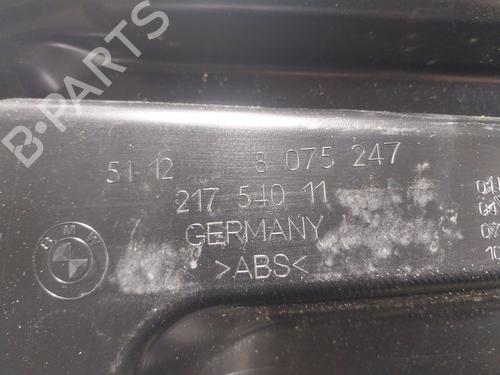 B-PARTS
51-12 8 075 247
217 540 11
GERMANY
>ABS<
BMW